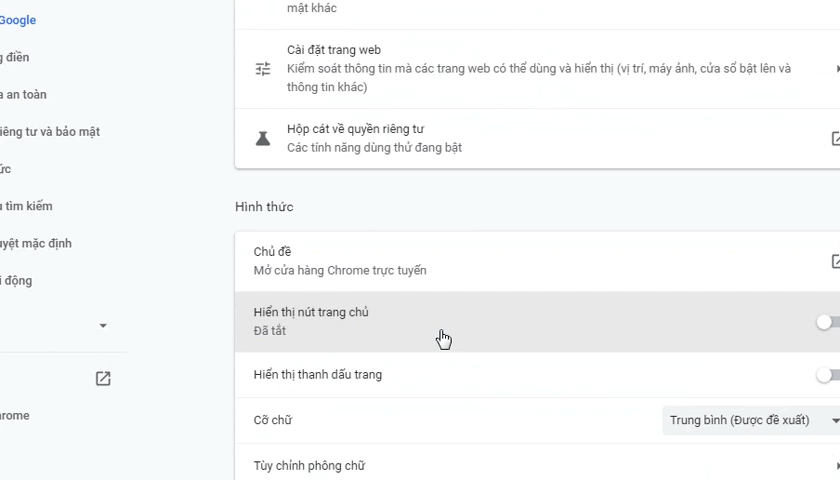 mật khác
Google
Cài đặt trang web
g điền
Kiểm soát thông tin mà các trang web có thể dùng và hiển thị (vị trí, máy ảnh, cửa sổ bật lên và
thông tin khác)
a an toàn
Hộp cát về quyền riêng tư
iêng tư và bảo mật
Các tính năng dùng thử đang bật
ức
Hình thức
ụ tìm kiếm
Chủ đề
uyệt mặc định
Mở cửa hàng Chrome trực tuyến
i động
Hiển thị nút trang chủ
Đã tắt
Hiển thị thanh dấu trang
hrome
Cỡ chữ
Trung bình (Được đề xuất)
Tùy chỉnh phông chữ